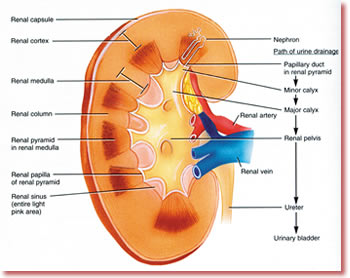 Renal capsule
Renal cortex
Renal medulla
Renal column
Renal pyramid
in renal medulla
Renal papilla
of renal pyramid
Renal sinus
(entire light
pink area)
Nephron
Path of urine drainage
Papillary duct
in renal pyramid
Minor calyx
Major calyx
Renal artery
Renal pelvis
Renal vein
Ureter
Urinary bladder